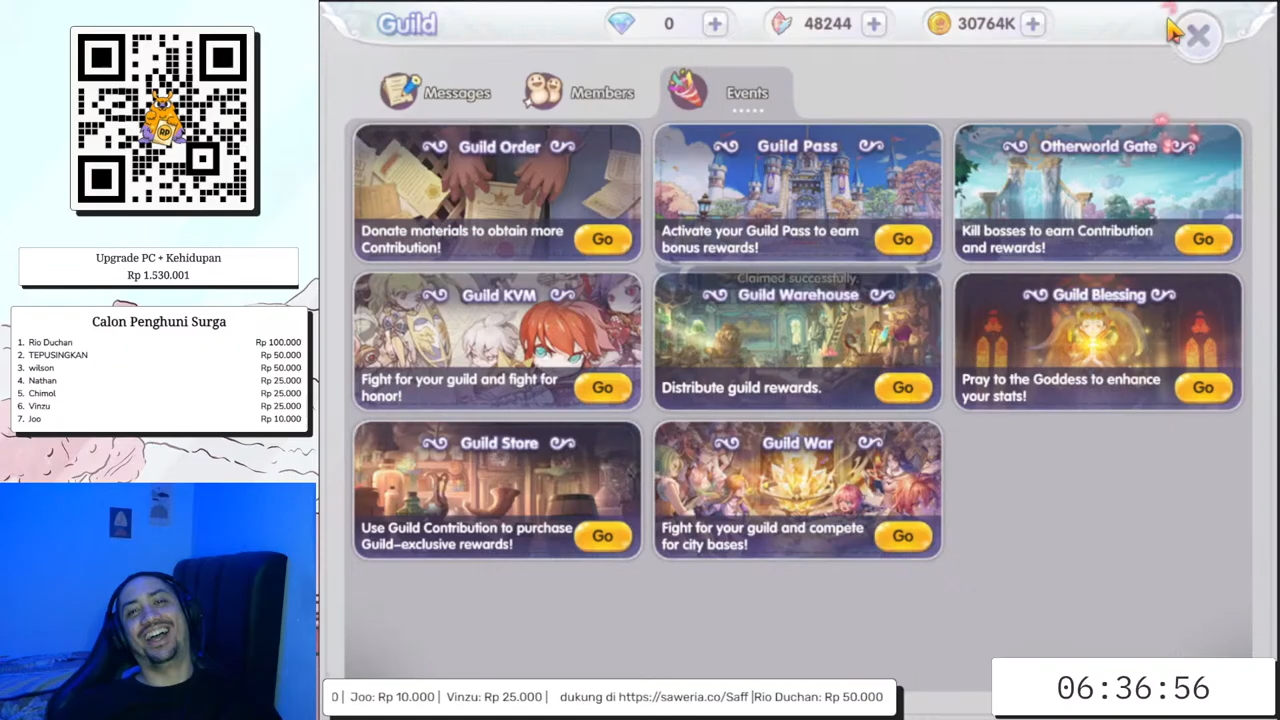 Guild
0
48244
30764K
Messages
Members
Events
RP
Upgrade PC + Kehidupan
Rp 1.530.001
Calon Penghuni Surga
1. Rio Duchan Rp 100.000
2. TEPUSINGKAN Rp 50.000
3. wilson Rp 50.000
4. Nathan Rp 25.000
5. Chimol Rp 25.000
6. Vinzu Rp 25.000
7. Joo Rp 10.000
Guild Order
Donate materials to obtain more
Contribution!
Go
Guild Pass
Activate your Guild Pass to earn
bonus rewards!
Go
Otherworld Gate
Kill bosses to earn Contribution
and rewards!
Go
Guild KVM
Fight for your guild and fight for
honor!
Go
Claimed successfully.
Guild Warehouse
Distribute guild rewards.
Go
Guild Blessing
Pray to the Goddess to enhance
your stats!
Go
Guild Store
Use Guild Contribution to purchase
Guild-exclusive rewards!
Go
Guild War
Fight for your guild and compete
for city bases!
Go
0 | Joo: Rp 10.000 | Vinzu: Rp 25.000 | dukung di https://saweria.co/Saff |Rio Duchan: Rp 50.000
06:36:56